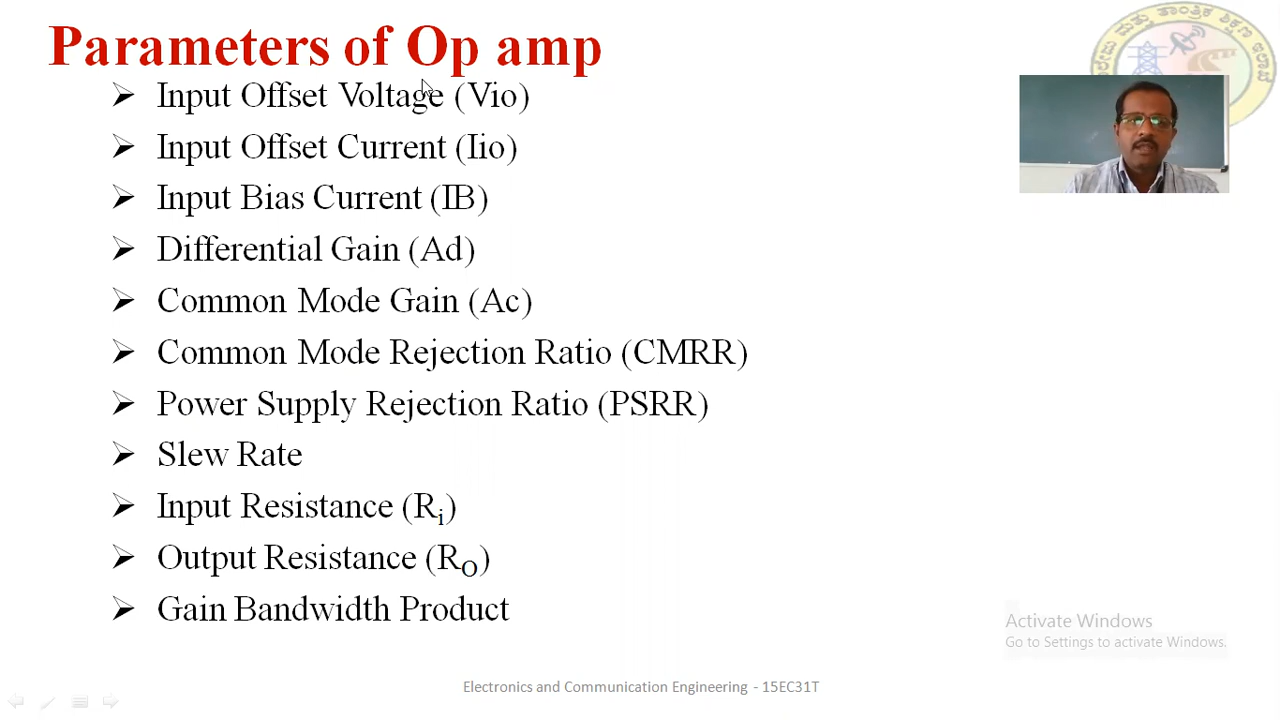 Parameters of Op amp
➢ Input Offset Voltage (Vio)
➢ Input Offset Current (Iio)
➢ Input Bias Current (IB)
➢ Differential Gain (Ad)
➢ Common Mode Gain (Ac)
➢ Common Mode Rejection Ratio (CMRR)
➢ Power Supply Rejection Ratio (PSRR)
➢ Slew Rate
➢ Input Resistance (Ri)
➢ Output Resistance (RO)
➢ Gain Bandwidth Product
ಮತ್ತು ತಾಂತ್ರಿಕ ಶಿಕ್ಷಣ
Activate Windows
Go to Settings to activate Windows.
Electronics and Communication Engineering - 15EC31T